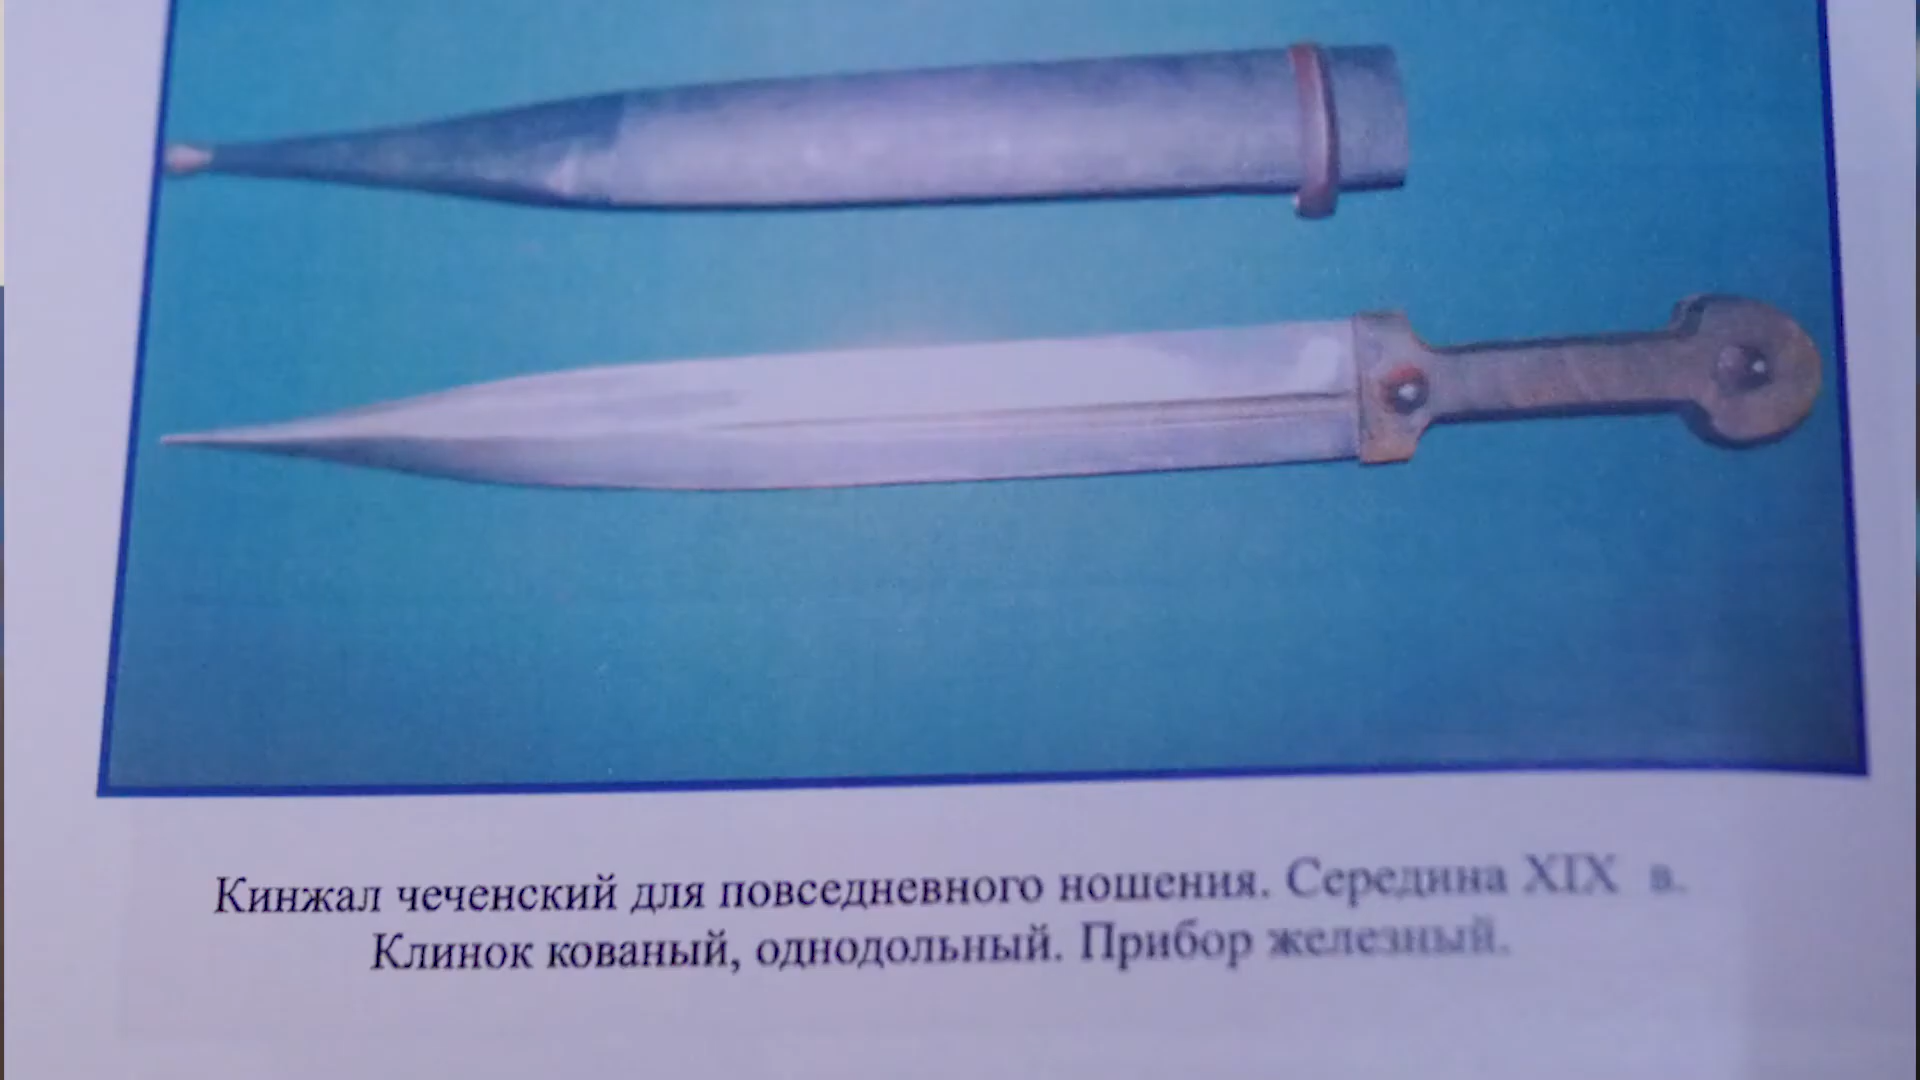 Кинжал чеченский для повседневного ношения. Середина XIX в.
Клинок кованый, однодольный. Прибор железный.